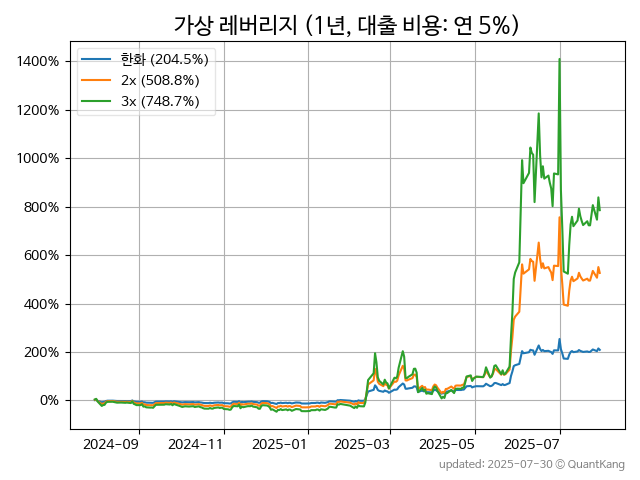 가상 레버리지 (1년, 대출 비용: 연 5%)
1400%
1200%
1000%
800%
600%
400%
200%
0%
한화 (204.5%)
2x (508.8%)
3x (748.7%)
2024-09
2024-11
2025-01
2025-03
2025-05
2025-07
updated: 2025-07-30 © QuantKang